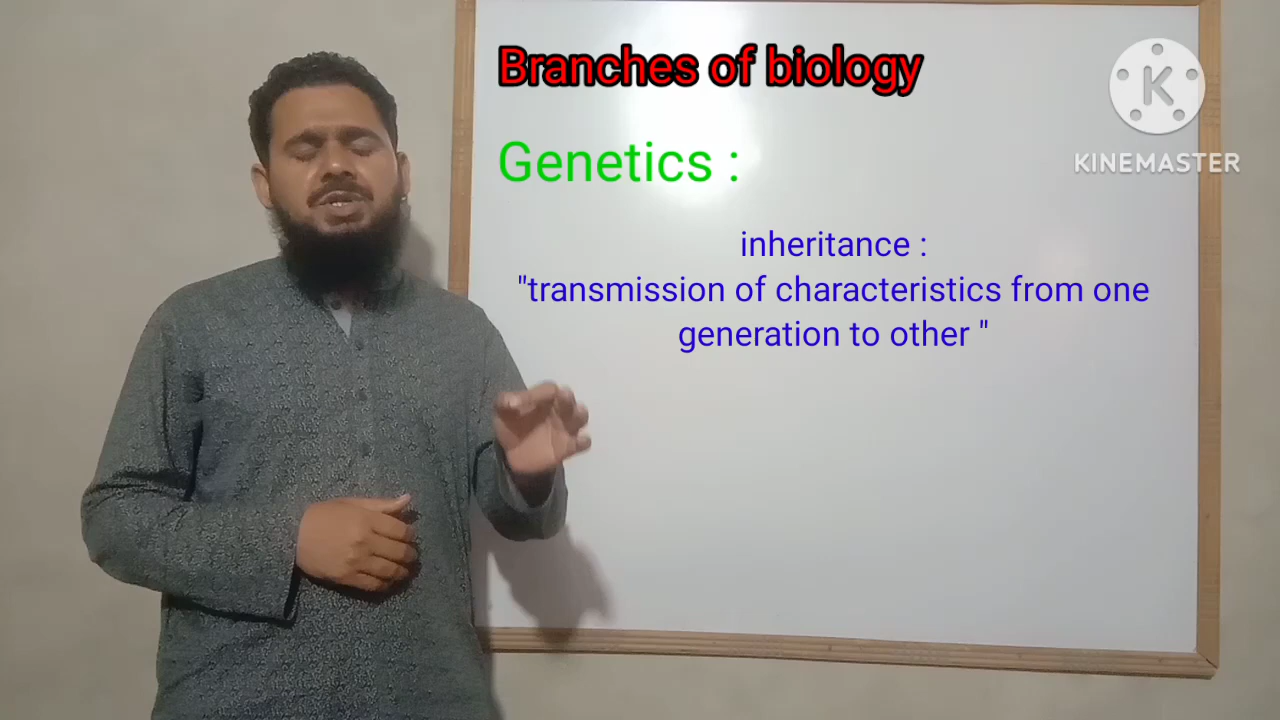 Branches of biology
K
KINEMASTER
Genetics :
inheritance :
"transmission of characteristics from one
generation to other "